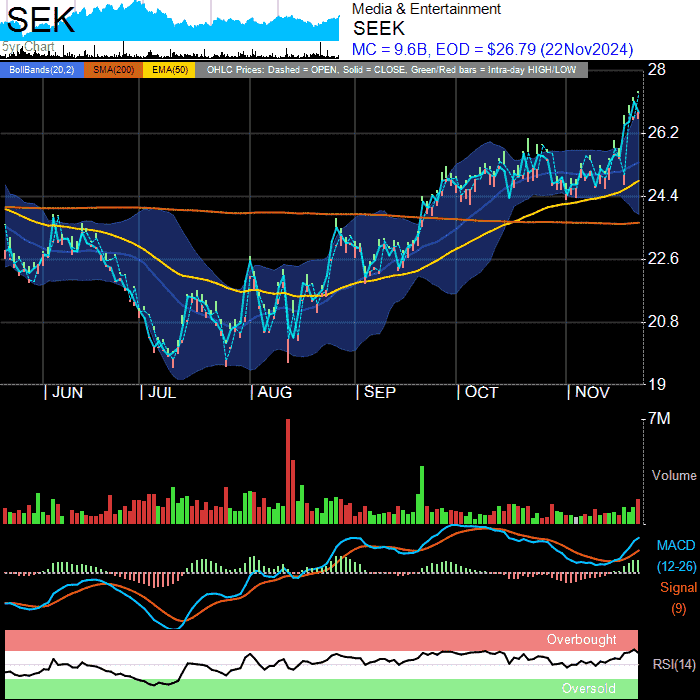 SEK
5yr Chart
Media & Entertainment
SEEK
MC = 9.6B, EOD = $26.79 (22Nov2024)
BollBands(20,2) SMA(200) EMA(50) OHLC Prices: Dashed = OPEN, Solid = CLOSE, Green/Red bars = Intra-day HIGH/LOW
28
26.2
24.4
22.6
20.8
19
JUN JUL AUG SEP OCT NOV
7M
Volume
MACD
(12-26)
Signal
(9)
Overbought
RSI(14)
Oversold